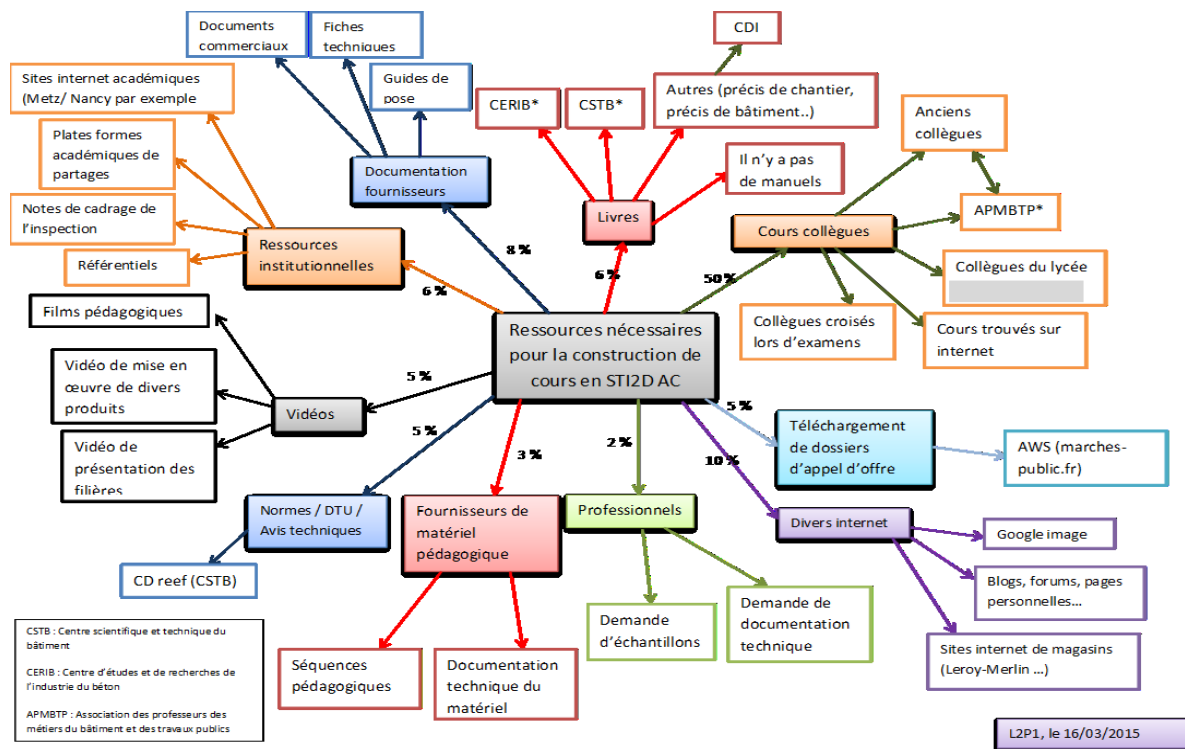 Documents
commerciaux
Fiches
techniques
CDI
Sites internet académiques
(Metz/ Nancy par exemple
Guides de
pose
CERIB*
CSTB*
Autres (précis de chantier,
précis de bâtiment..)
Anciens
collègues
Plates formes
académiques de
partages
Documentation
fournisseurs
Il n’y a pas
de manuels
Notes de cadrage de
l’inspection
Ressources
institutionnelles
Livres
Cours collègues
APMBTP*
Référentiels
8 %
6 %
50 %
6 %
Collègues du lycée
Films pédagogiques
Ressources nécessaires
pour la construction de
cours en STI2D AC
Collègues croisés
lors d’examens
Cours trouvés sur
internet
Vidéo de mise en
œuvre de divers
produits
Vidéos
5 %
5 %
5 %
3 %
2 %
10 %
Téléchargement
de dossiers
d’appel d’offre
AWS (marches-
public.fr)
Vidéo de
présentation des
filières
Normes / DTU /
Avis techniques
Fournisseurs de
matériel
pédagogique
Professionnels
Divers internet
Google image
CD reef (CSTB)
Blogs, forums, pages
personnelles…
Demande
d’échantillons
Demande de
documentation
technique
Sites internet de magasins
(Leroy-Merlin …)
Séquences
pédagogiques
Documentation
technique du
matériel
CSTB : Centre scientifique et technique du
bâtiment
CERIB : Centre d’études et de recherches de
l’industrie du béton
APMBTP : Association des professeurs des
métiers du bâtiment et des travaux publics
L2P1, le 16/03/2015